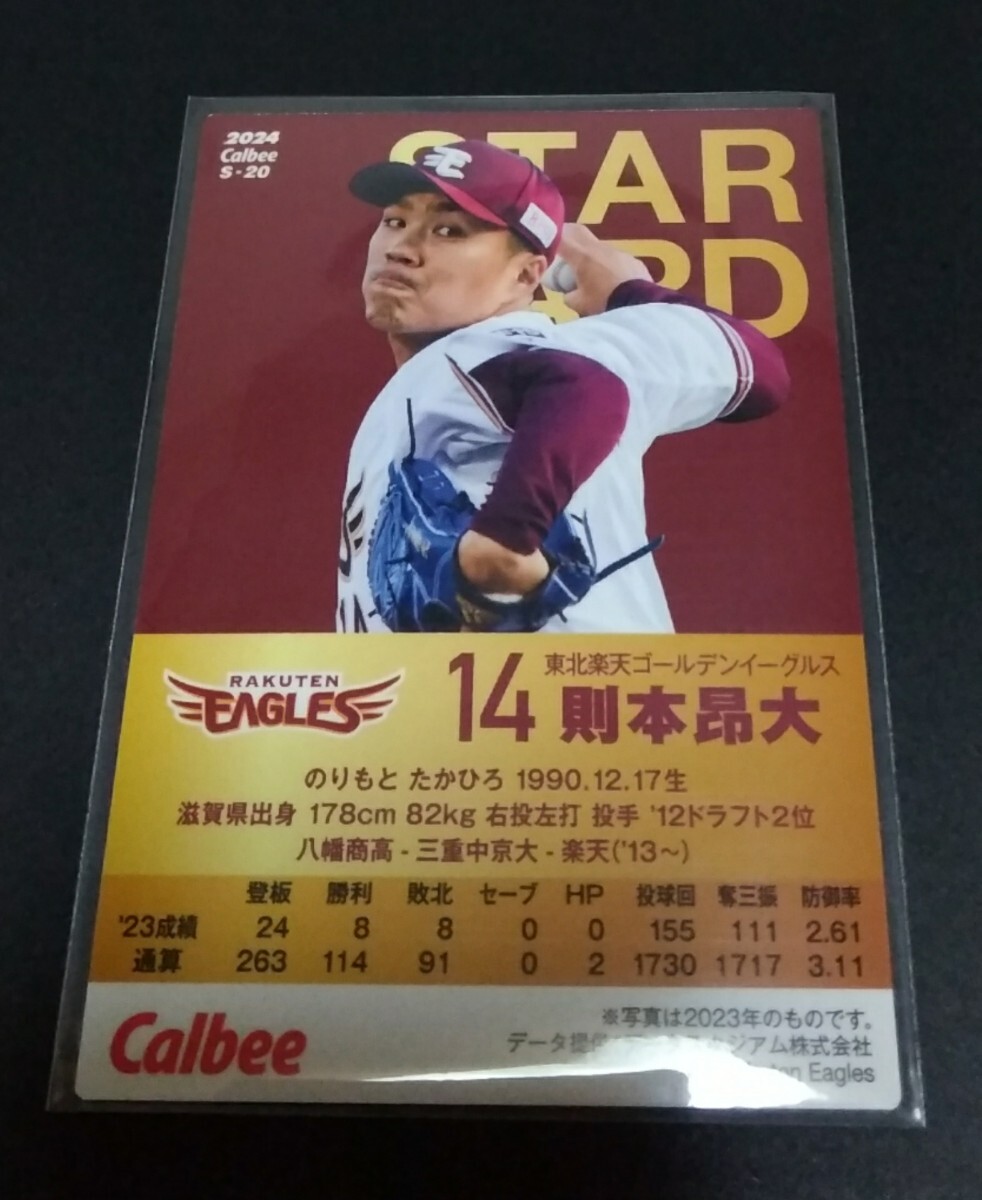 2024
Calbee
S-20
STAR
RAKUTEN
EAGLES
14
東北楽天ゴールデンイーグルス
則本昂大
のりもと たかひろ 1990.12.17生
滋賀県出身 178cm 82kg 右投左打 投手 '12ドラフト2位
八幡商高 - 三重中京大 - 楽天('13〜)
登板 勝利 敗北 セーブ HP 投球回 奪三振 防御率
'23成績 24 8 8 0 0 155 111 2.61
通算 263 114 91 0 2 1730 1717 3.11
Calbee
※写真は2023年のものです。
データ提供 ジアム株式会社
Eagles